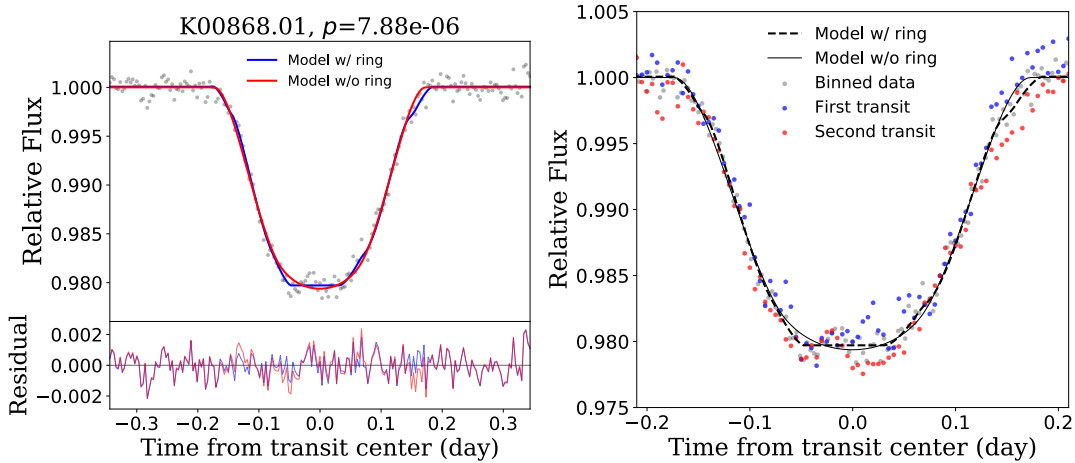 K00868.01, p=7.88e-06
Model w/ ring
Model w/o ring
1.000
0.995
0.990
0.985
0.980
Relative Flux
0.002
0.000
−0.002
Residual
−0.3 −0.2 −0.1 0.0 0.1 0.2 0.3
Time from transit center (day)
1.005
1.000
0.995
0.990
0.985
0.980
0.975
Relative Flux
Model w/ ring
Model w/o ring
Binned data
First transit
Second transit
−0.2 −0.1 0.0 0.1 0.2
Time from transit center (day)